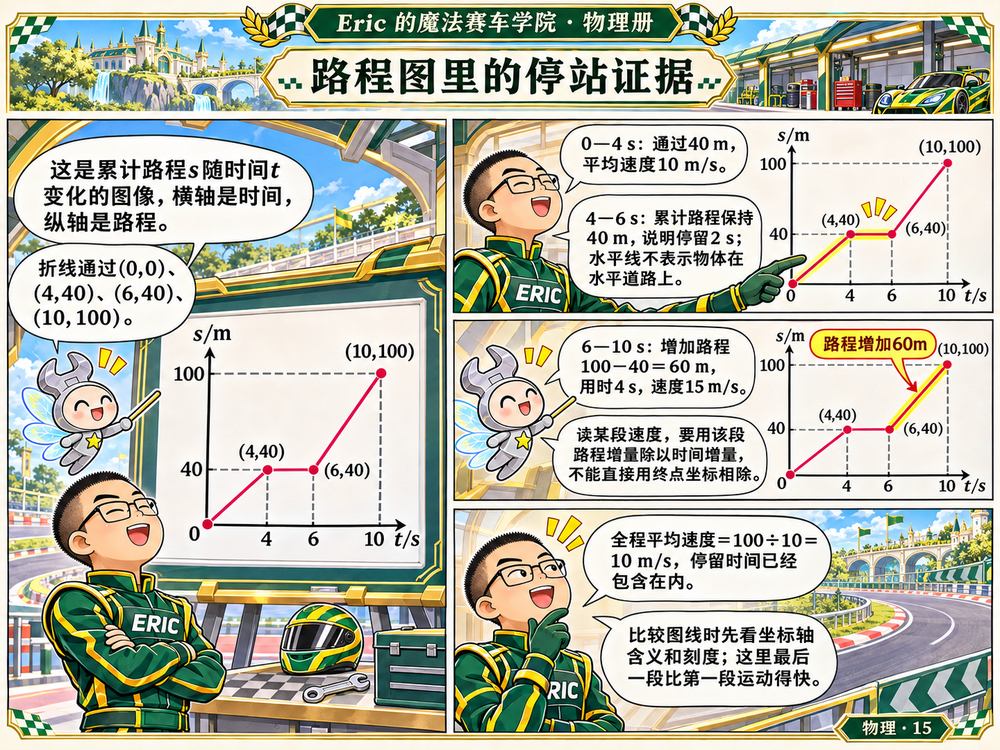 Eric 的魔法赛车学院 · 物理册
路程图里的停站证据
这是累计路程s随时间t
变化的图像，横轴是时间，
纵轴是路程。
折线通过(0,0)、
(4,40)、(6,40)、
(10,100)。
s/m
(10,100)
100
(4,40)
40
(6,40)
0
4
6
10
t/s
ERIC
0—4 s：通过40 m，
平均速度10 m/s。
4—6 s：累计路程保持
40 m，说明停留2 s；
水平线不表示物体在
水平道路上。
ERIC
s/m
(10,100)
100
(4,40)
40
(6,40)
0
4
6
10
t/s
6—10 s：增加路程
100－40＝60 m，
用时4 s，速度15 m/s。
读某段速度，要用该段
路程增量除以时间增量，
不能直接用终点坐标相除。
s/m
路程增加60m
(10,100)
100
(4,40)
40
(6,40)
0
4
6
10
t/s
全程平均速度＝100÷10＝
10 m/s，停留时间已经
包含在内。
比较图线时先看坐标轴
含义和刻度；这里最后
一段比第一段运动得快。
ERIC
物理 · 15